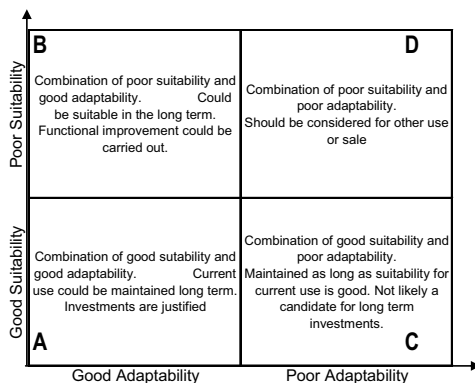 B
Combination of poor suitability and
good adaptability. Could
be suitable in the long term.
Functional improvement could be
carried out.
D
Combination of poor suitability and
poor adaptability.
Should be considered for other use
or sale
Poor Suitability
Combination of good sutability and
good adaptability. Current
use could be maintained long term.
Investments are justified
A
Combination of good suitability and
poor adaptability.
Maintained as long as suitability for
current use is good. Not likely a
candidate for long term
investments.
C
Good Suitability
Good Adaptability
Poor Adaptability